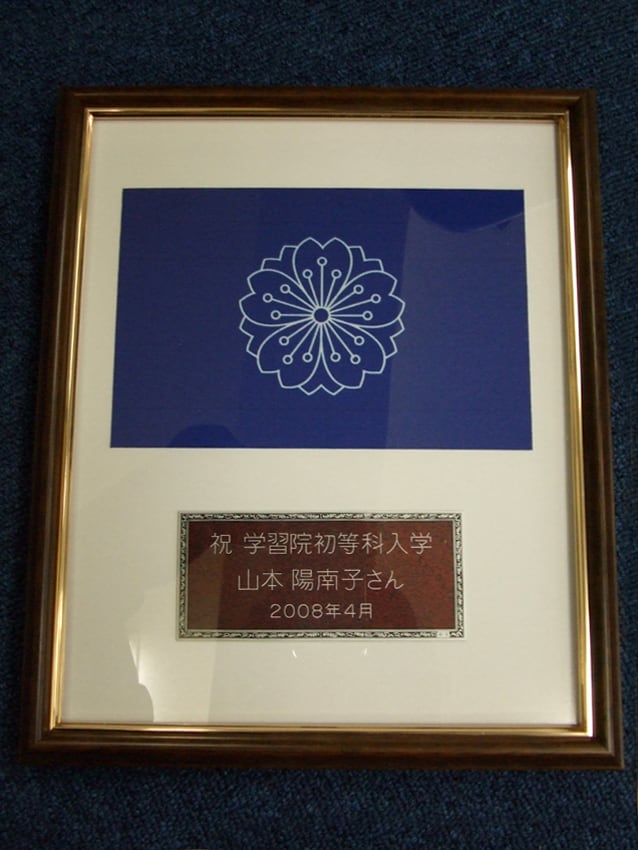 祝 学習院初等科入学
山本 陽南子さん
2008年4月